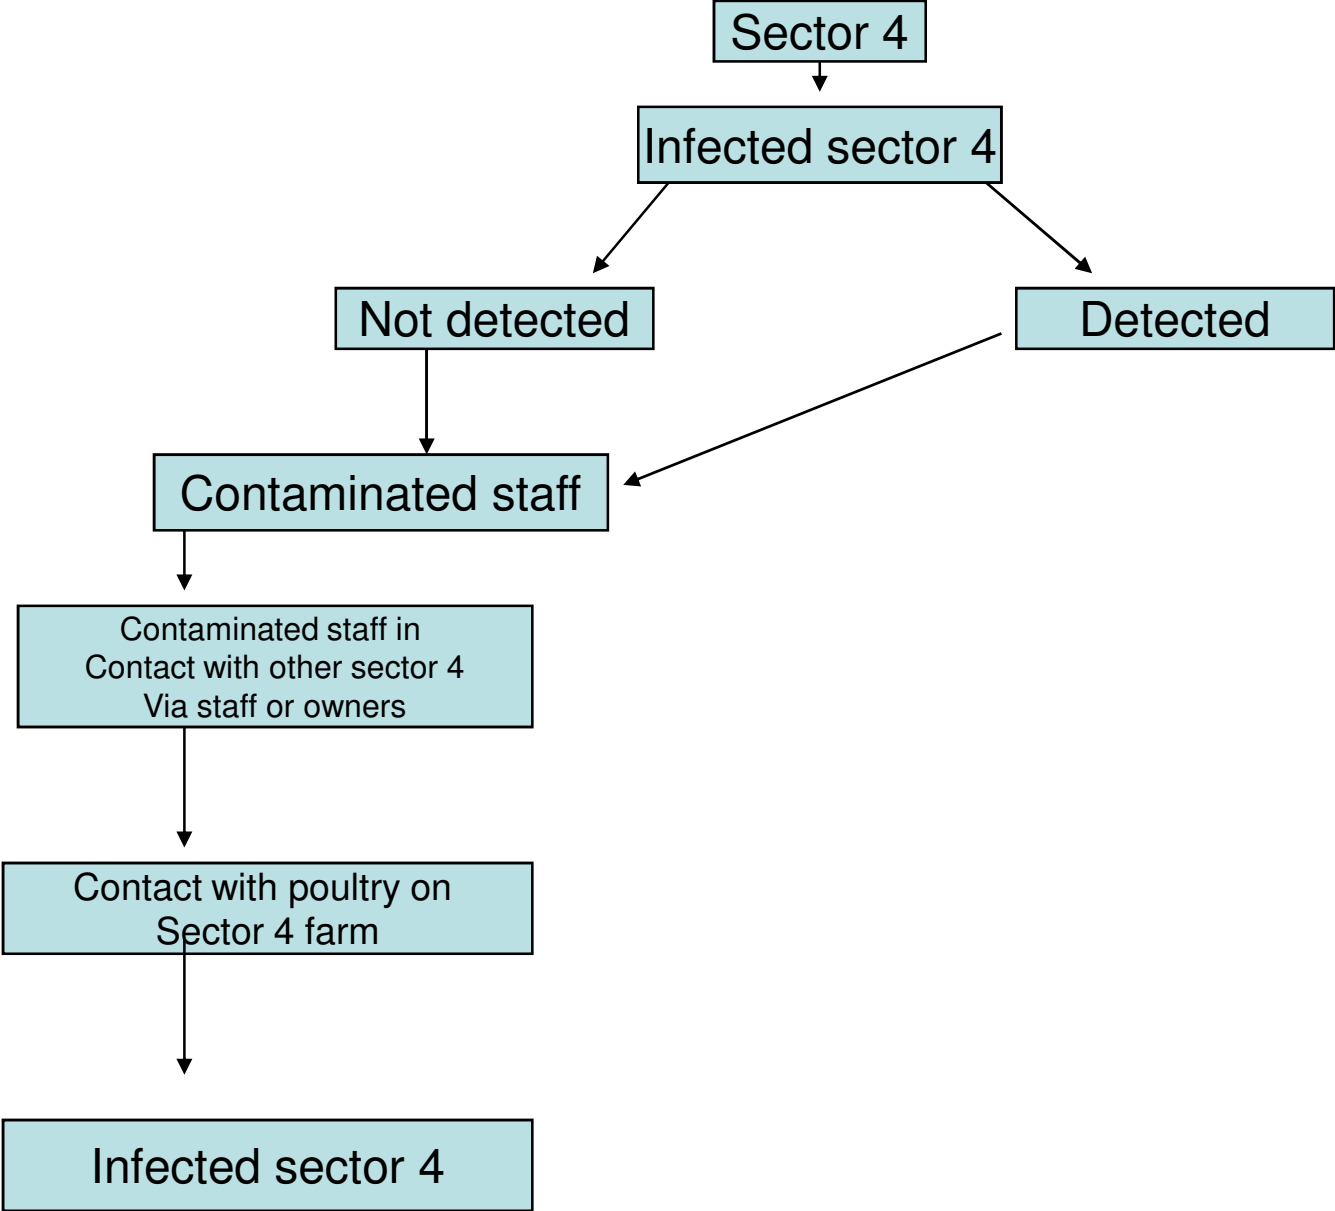 Sector 4
Infected sector 4
Not detected
Detected
Contaminated staff
Contaminated staff in
Contact with other sector 4
Via staff or owners
Contact with poultry on
Sector 4 farm
Infected sector 4